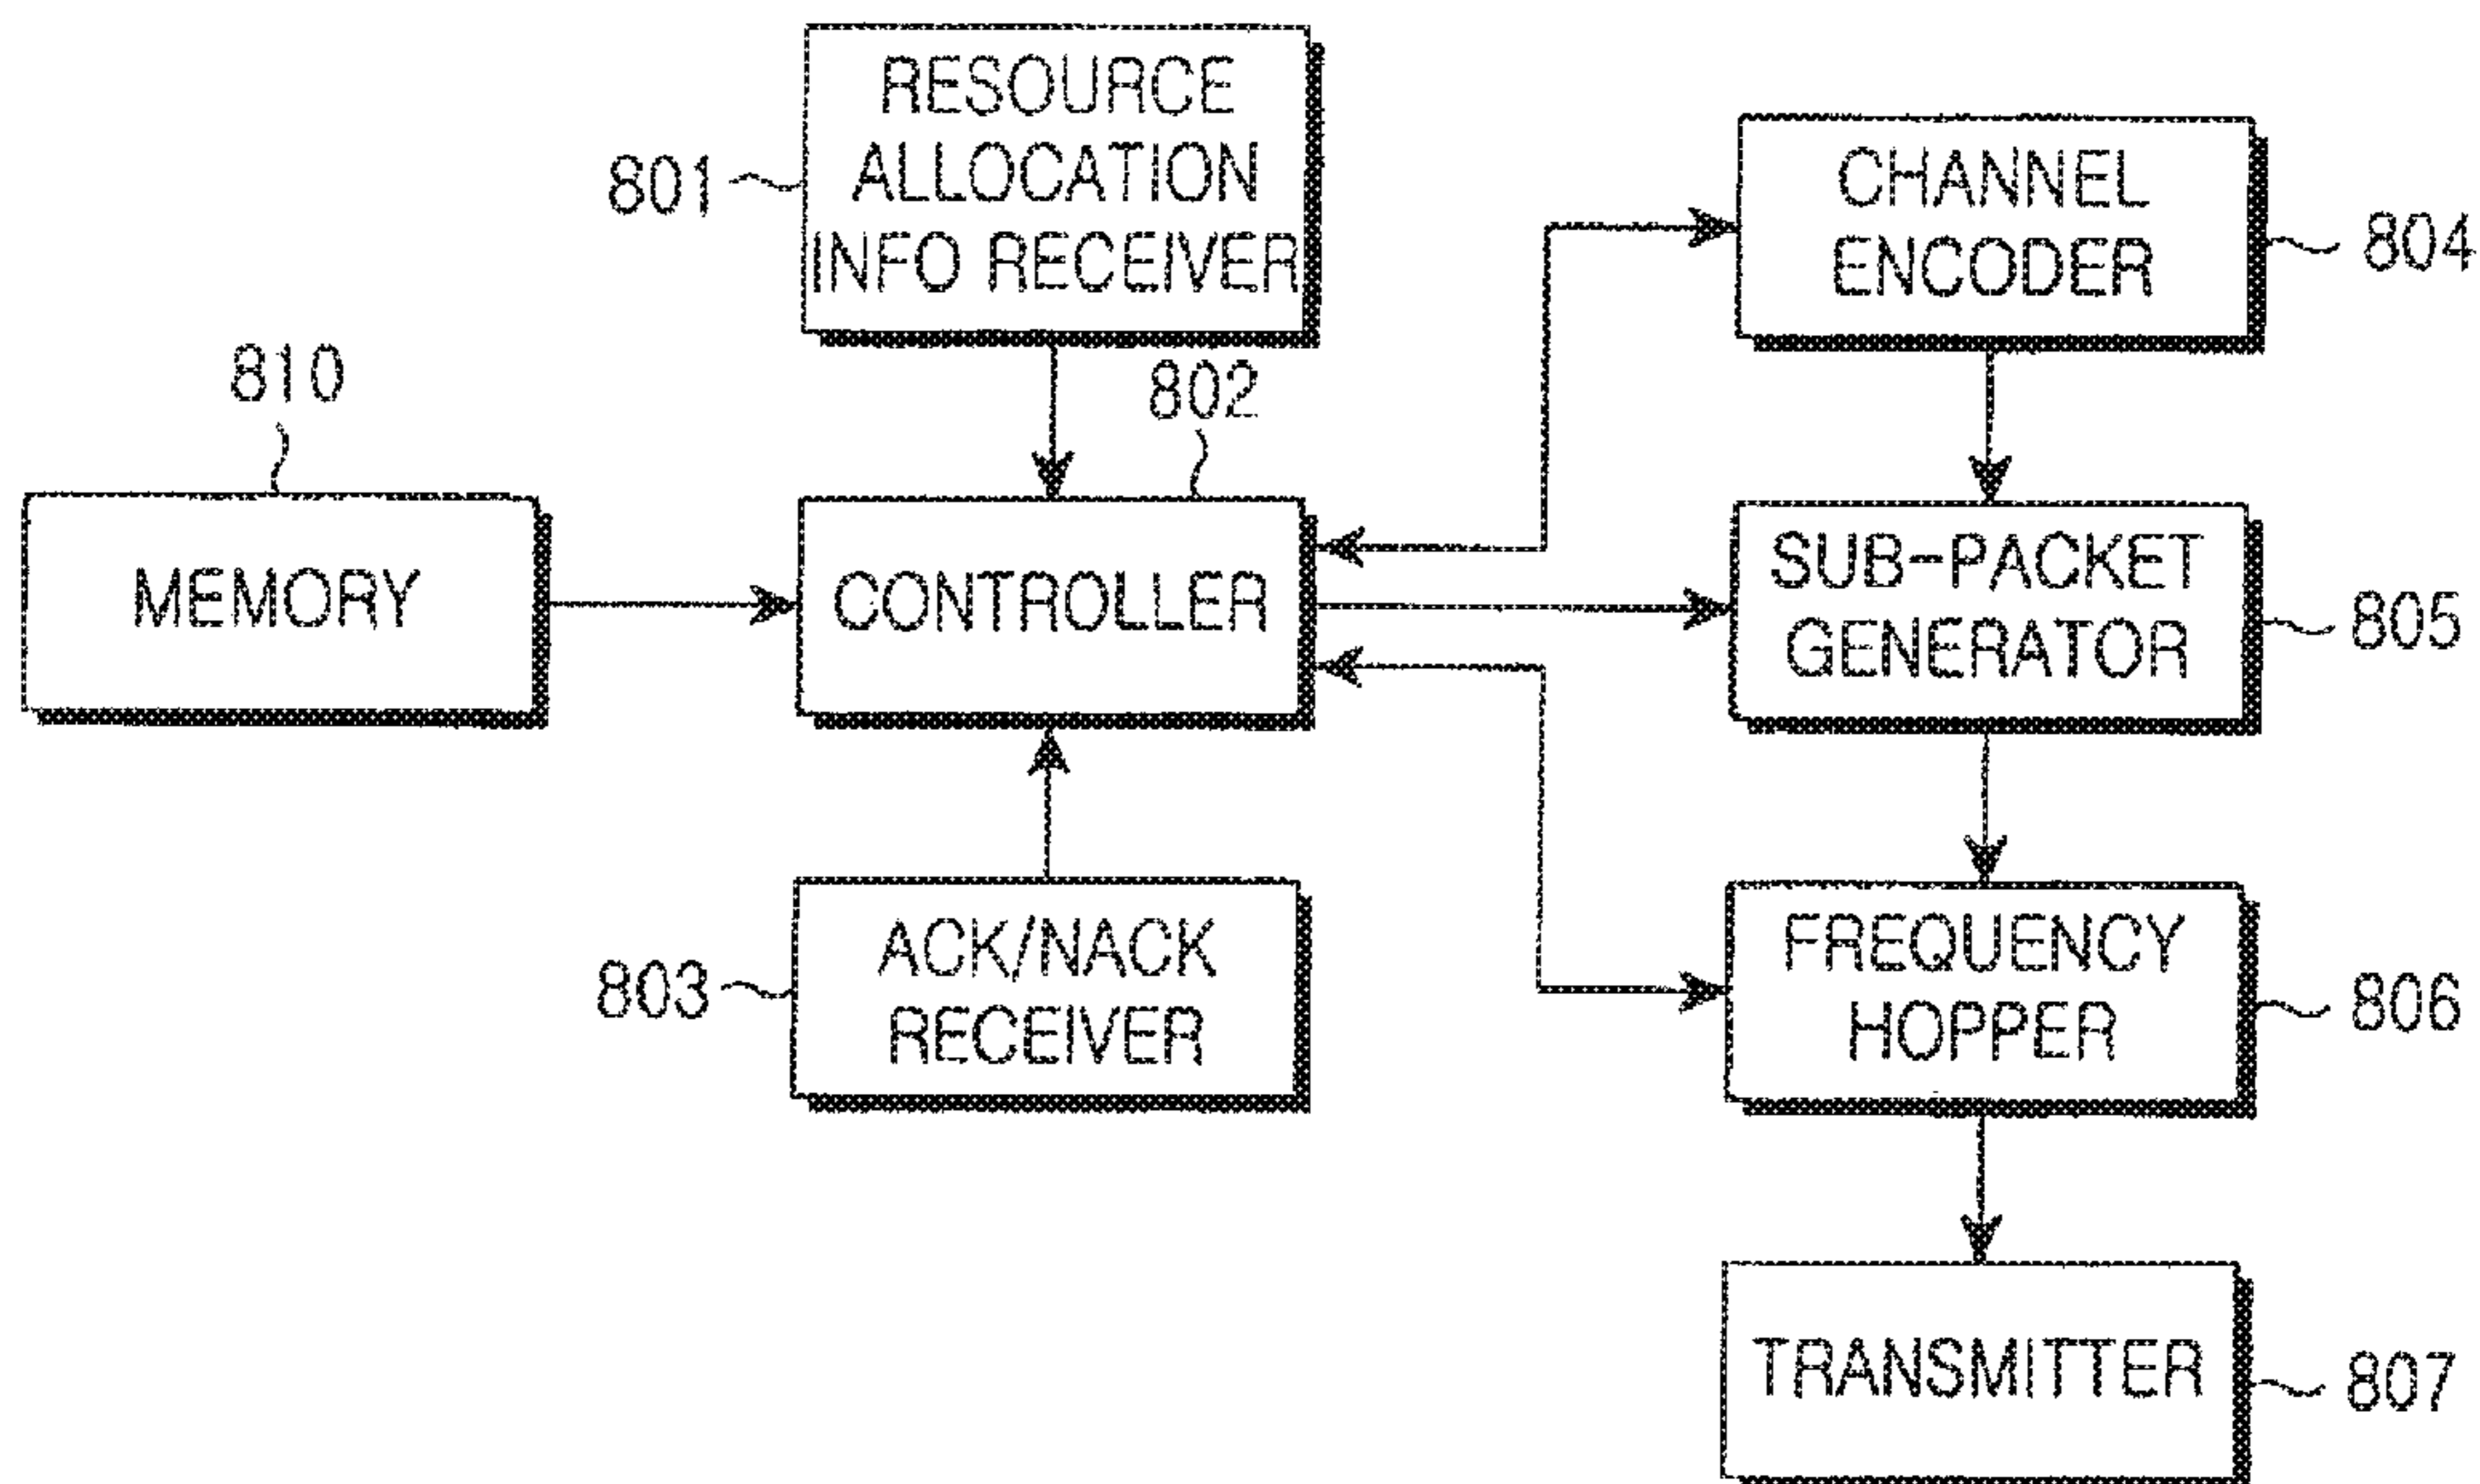 RESOURCE
ALLOCATION
INFO RECEIVER
801
CHANNEL
ENCODER
804
810
802
MEMORY
CONTROLLER
SUB-PACKET
GENERATOR
805
ACK/NACK
RECEIVER
803
FREQUENCY
HOPPER
806
TRANSMITTER
807